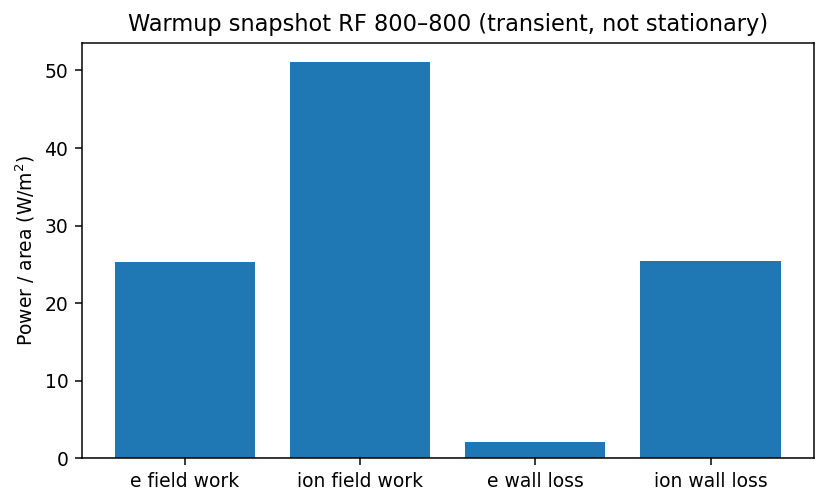 Warmup snapshot RF 800–800 (transient, not stationary)
Power / area (W/m²)
50
40
30
20
10
0
e field work
ion field work
e wall loss
ion wall loss